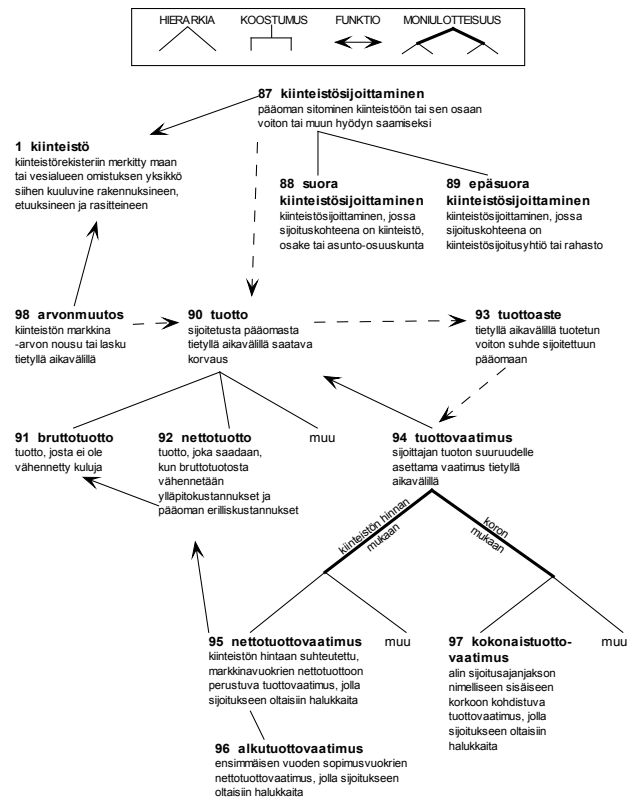 HIERARKIA KOOSTUMUS FUNKTIO MONIULOTTEISUUS
87 kiinteistösijoittaminen
pääoman sitominen kiinteistöön tai sen osaan
voiton tai muun hyödyn saamiseksi
1 kiinteistö
kiinteistörekisteriin merkitty maan
tai vesialueen omistuksen yksikkö
siihen kuuluvine rakennuksineen,
etuuksineen ja rasitteineen
88 suora
kiinteistösijoittaminen
kiinteistösijoittaminen, jossa
sijoituskohteena on kiinteistö,
osake tai asunto-osuuskunta
89 epäsuora
kiinteistösijoittaminen
kiinteistösijoittaminen, jossa
sijoituskohteena on
kiinteistösijoitusyhtiö tai rahasto
98 arvonmuutos
kiinteistön markkina
-arvon nousu tai lasku
tietyllä aikavälillä
90 tuotto
sijoitetusta pääomasta
tietyllä aikavälillä saatava
korvaus
93 tuottoaste
tietyllä aikavälillä tuotetun
voiton suhde sijoitettuun
pääomaan
91 bruttotuotto
tuotto, josta ei ole
vähennetty kuluja
92 nettotuotto
tuotto, joka saadaan,
kun bruttotuotosta
vähennetään
ylläpitokustannukset ja
pääoman erilliskustannukset
muu
94 tuottovaatimus
sijoittajan tuoton suuruudelle
asettama vaatimus tietyllä
aikavälillä
kiinteistön hinnan
mukaan
koron
mukaan
95 nettotuottovaatimus
kiinteistön hintaan suhteutettu,
markkinavuokrien nettotuottoon
perustuva tuottovaatimus, jolla
sijoitukseen oltaisiin halukkaita
muu
97 kokonaistuotto-
vaatimus
alin sijoitusajanjakson
nimelliseen sisäiseen
korkoon kohdistuva
tuottovaatimus, jolla
sijoitukseen oltaisiin
halukkaita
muu
96 alkutuottovaatimus
ensimmäisen vuoden sopimusvuokrien
nettotuottovaatimus, jolla sijoitukseen
oltaisiin halukkaita